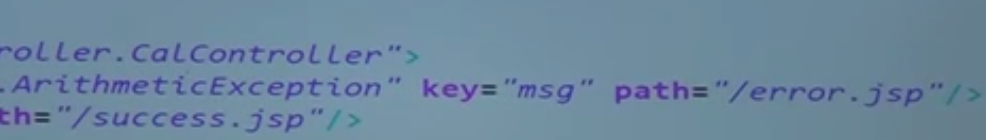 roller.CalController">
.ArithmeticException" key="msg" path="/error.jsp"/>
th="/success.jsp"/>